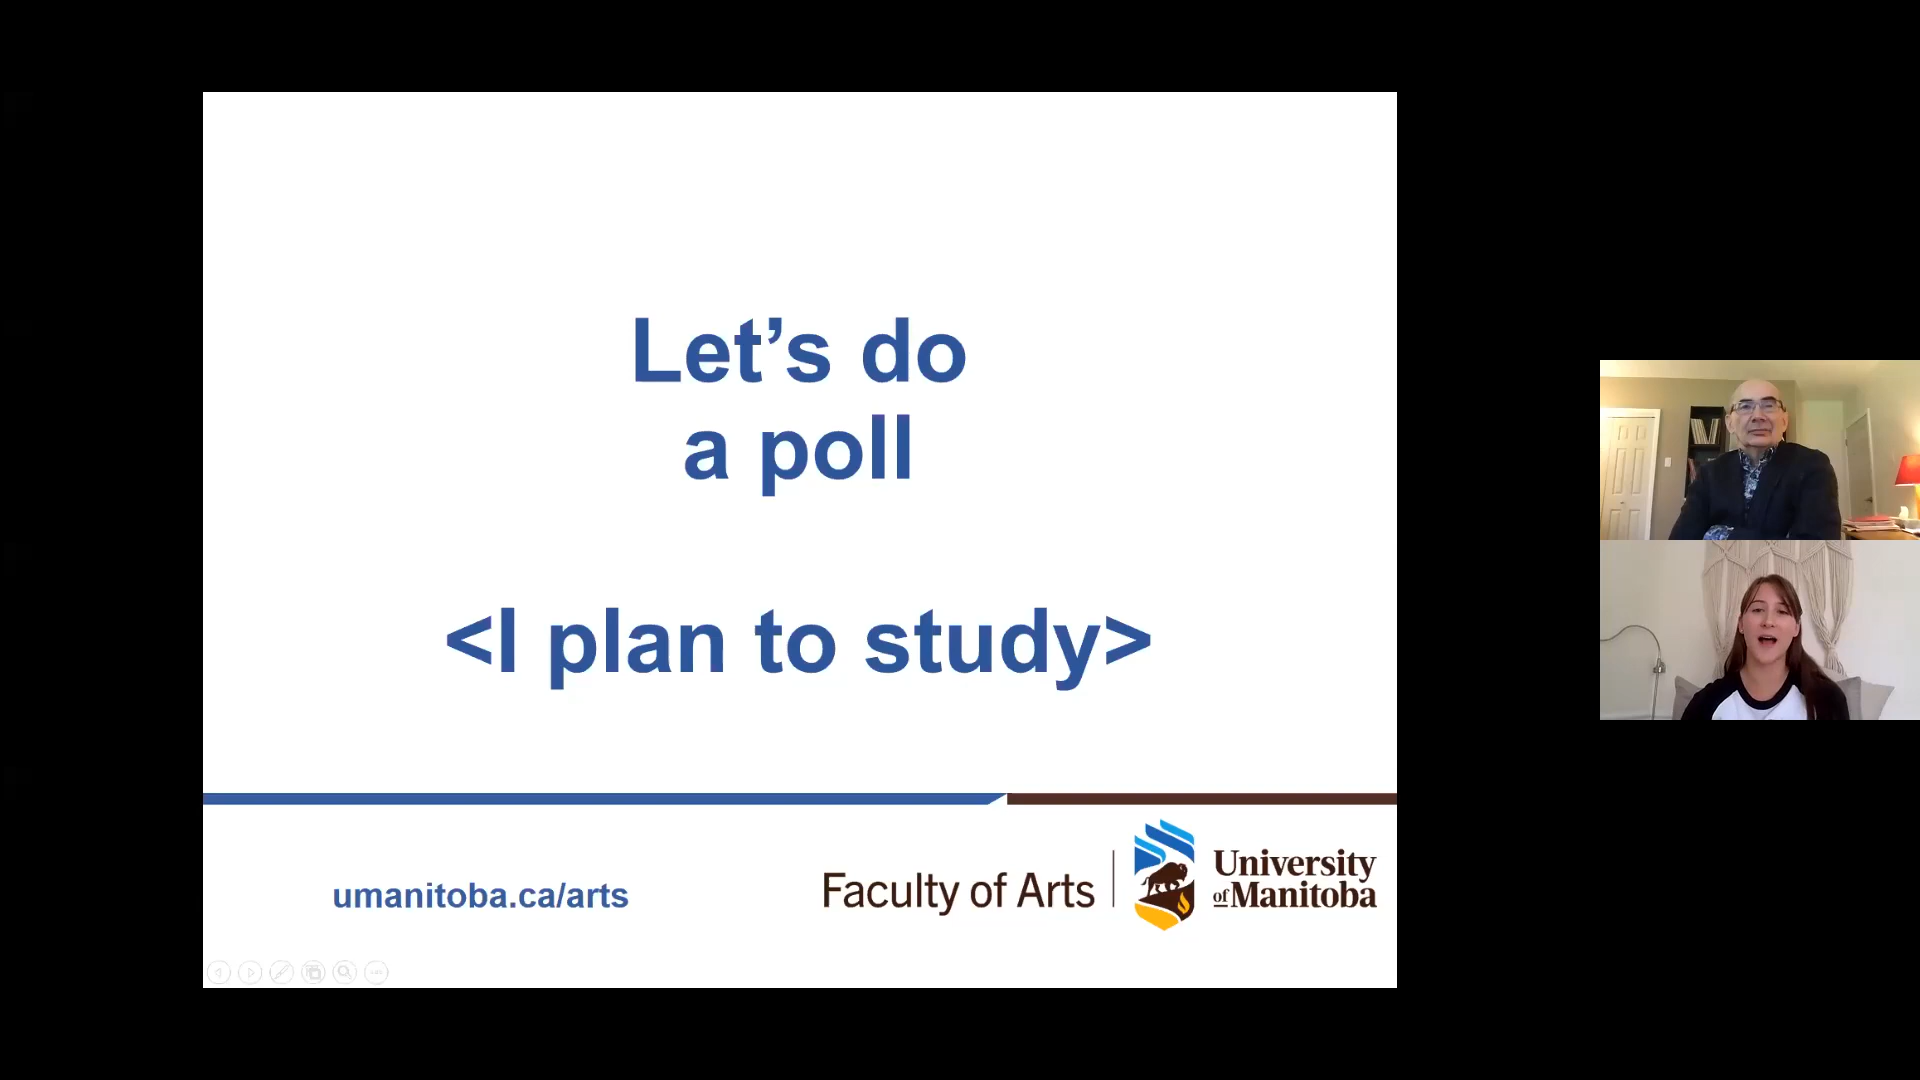 Let’s do
a poll
<I plan to study>
umanitoba.ca/arts
Faculty of Arts
University
of Manitoba